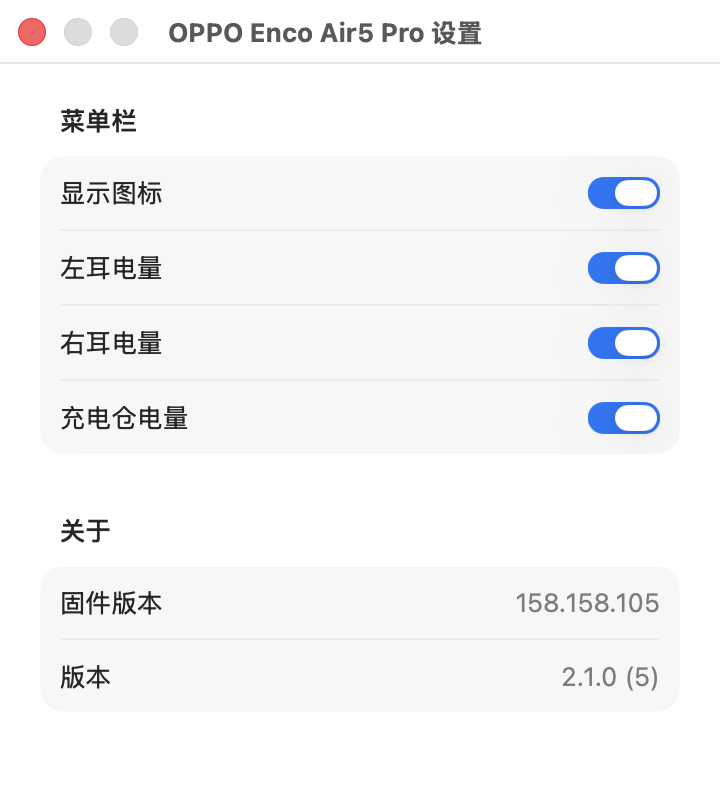 OPPO Enco Air5 Pro 设置
菜单栏
显示图标
左耳电量
右耳电量
充电仓电量
关于
固件版本 158.158.105
版本 2.1.0 (5)